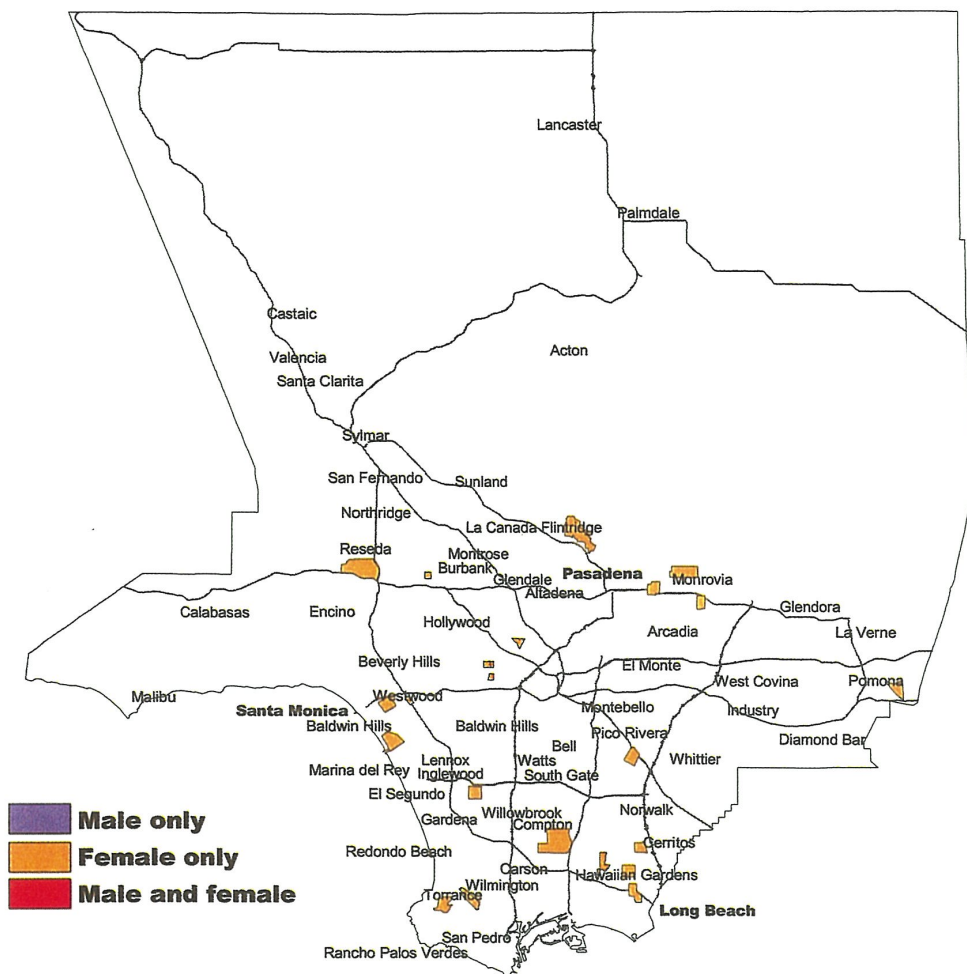 Lancaster
Palmdale
Castaic
Acton
Valencia
Santa Clarita
Sylmar
San Fernando
Sunland
Northridge
La Canada Flintridge
Reseda
Montrose
Burbank
Pasadena
Glendale
Monrovia
Altadena
Calabasas
Encino
Glendora
Hollywood
Arcadia
La Verne
Beverly Hills
El Monte
West Covina
Pomona
Malibu
Westwood
Santa Monica
Montebello
Industry
Baldwin Hills
Baldwin Hills
Pico Rivera
Diamond Bar
Bell
Lennox
Watts
Whittier
Marina del Rey
Inglewood
South Gate
El Segundo
Norwalk
Willowbrook
Gardena
Compton
Cerritos
Redondo Beach
Carson
Hawaiian Gardens
Wilmington
Torrance
Long Beach
San Pedro
Rancho Palos Verdes
Male only
Female only
Male and female